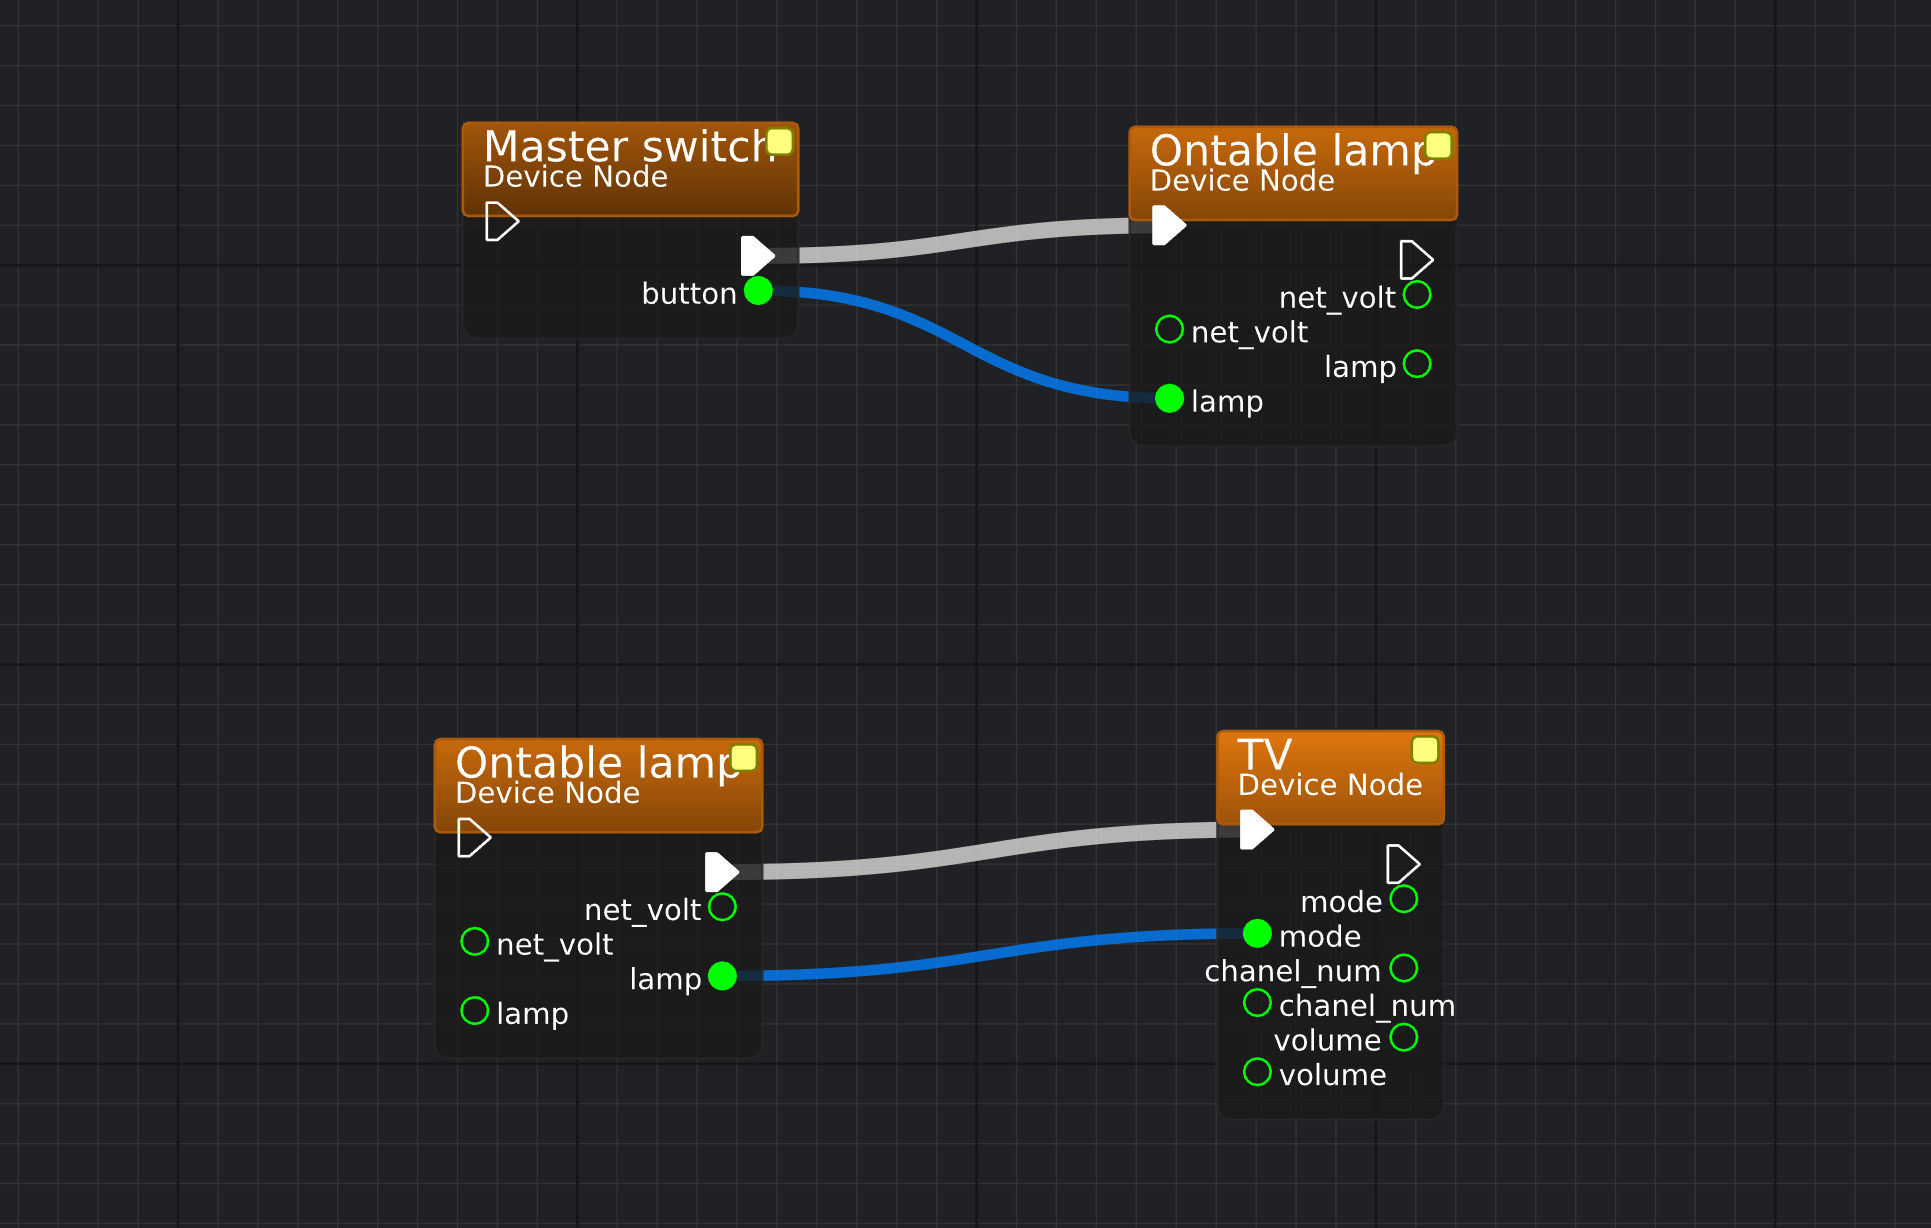 Master switch
Device Node
button
Ontable lamp
Device Node
net_volt
net_volt
lamp
lamp
Ontable lamp
Device Node
net_volt
net_volt
lamp
lamp
TV
Device Node
mode
mode
chanel_num
chanel_num
volume
volume